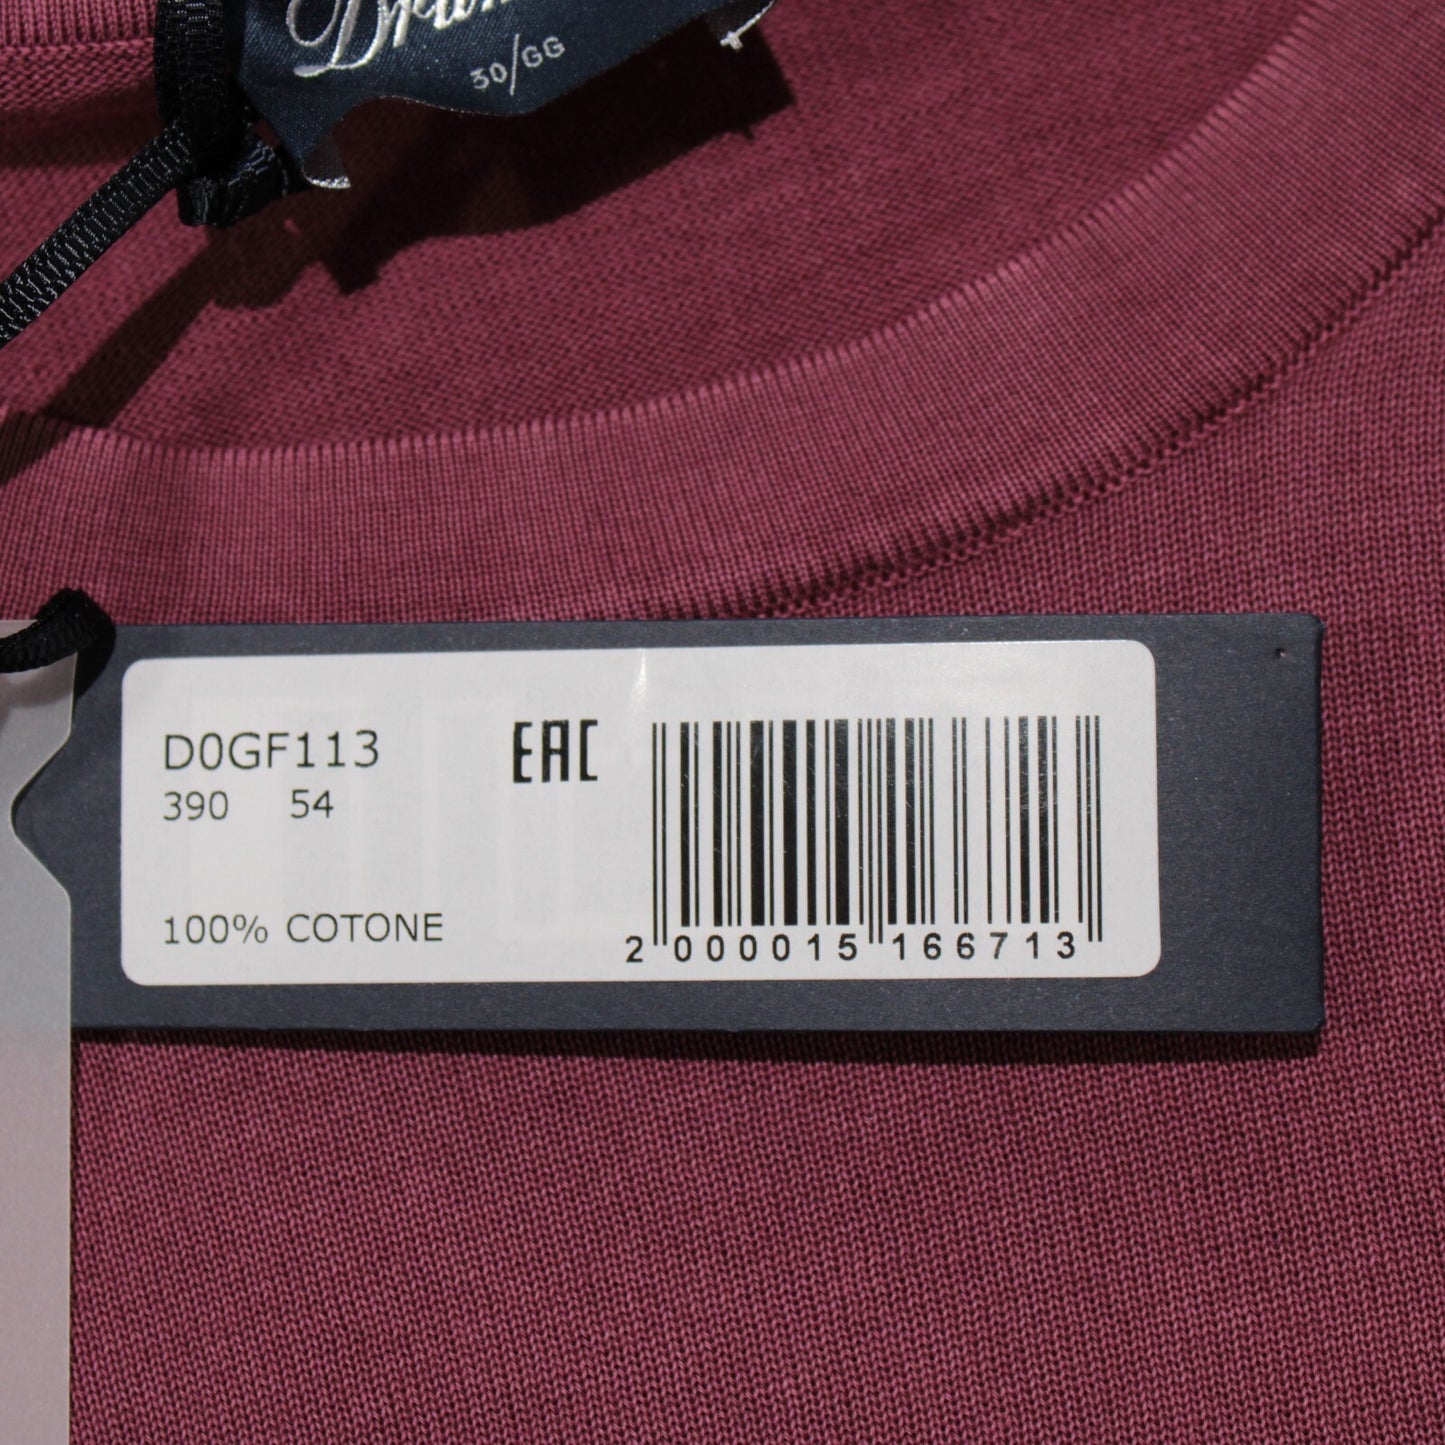 30/GG
D0GF113
EAC
390 54
100% COTONE
2 000015 166713